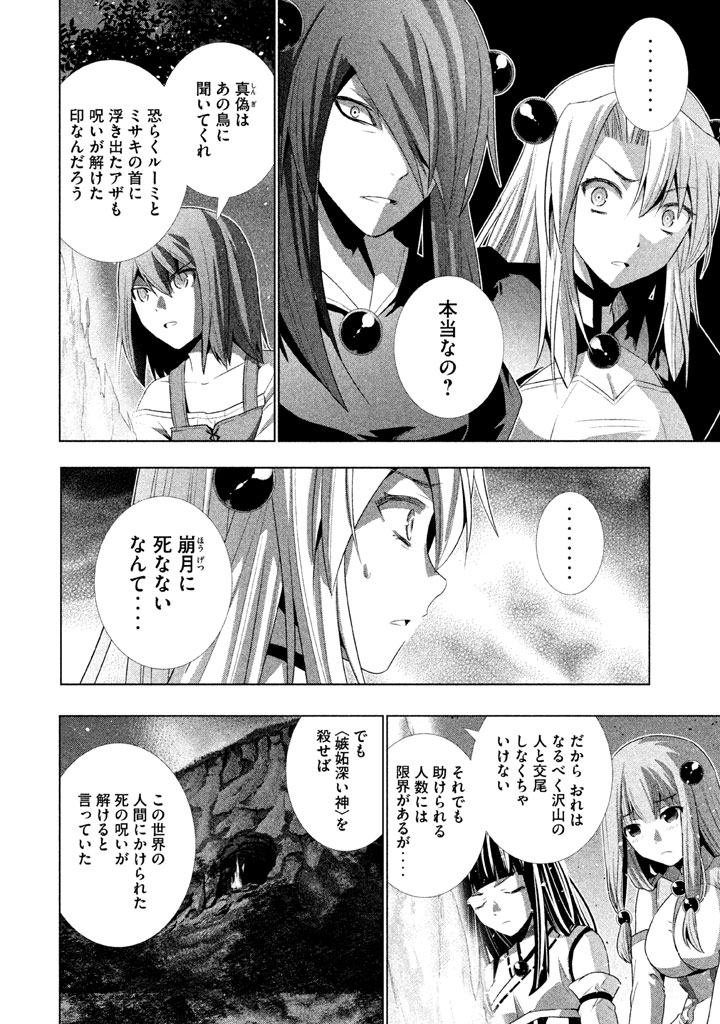 ・・・・・・・
本当なの？
真偽は
あの鳥に
聞いてくれ
恐らくルーミと
ミサキの首に
浮き出たアザも
呪いが解けた
印なんだろう
・・・・・・・
崩月に
死なない
なんて・・・・
だから おれは
なるべく沢山の
人と交尾
しなくちゃ
いけない
それでも
助けられる
人数には
限界があるが
・・・・
でも
〈嫉妬深い神〉を
殺せば
この世界の
人間にかけられた
死の呪いが
解けると
言っていた